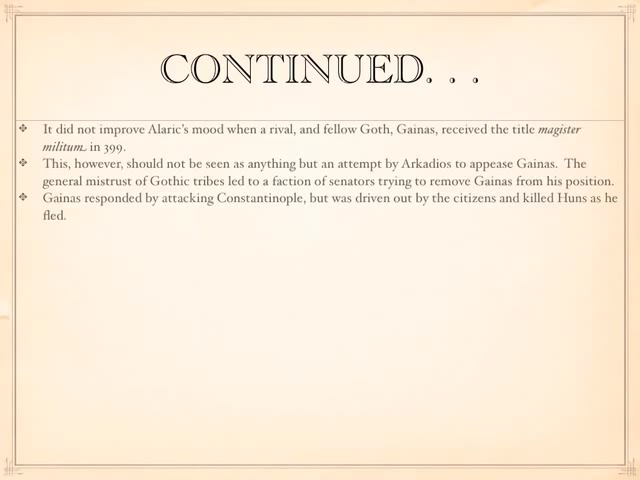 CONTINUED. . .
❖ It did not improve Alaric's mood when a rival, and fellow Goth, Gainas, received the title magister
militum in 399.
❖ This, however, should not be seen as anything but an attempt by Arkadios to appease Gainas. The
general mistrust of Gothic tribes led to a faction of senators trying to remove Gainas from his position.
❖ Gainas responded by attacking Constantinople, but was driven out by the citizens and killed Huns as he
fled.